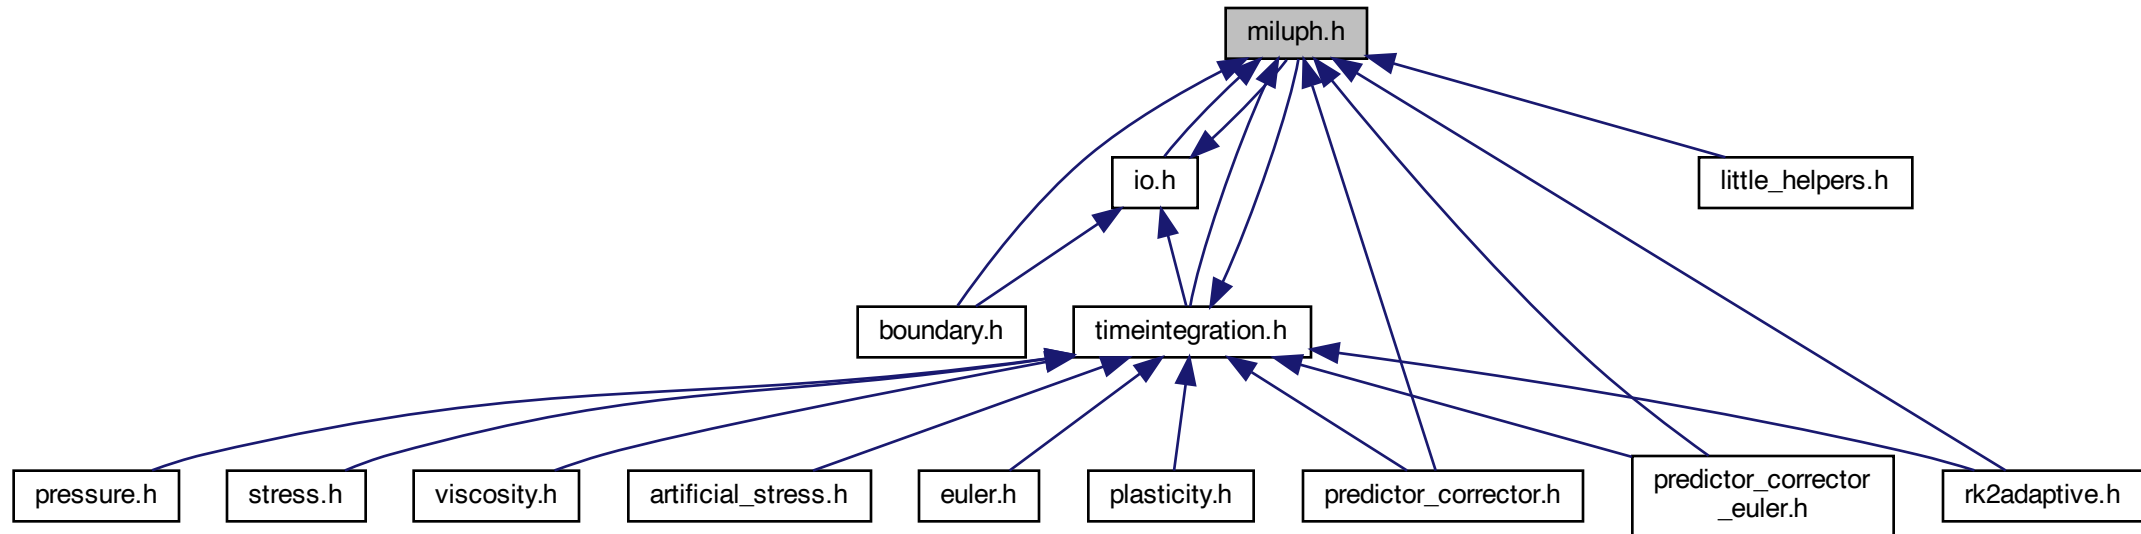 miluph.h
io.h
little_helpers.h
boundary.h
timeintegration.h
pressure.h
stress.h
viscosity.h
artificial_stress.h
euler.h
plasticity.h
predictor_corrector.h
predictor_corrector
_euler.h
rk2adaptive.h